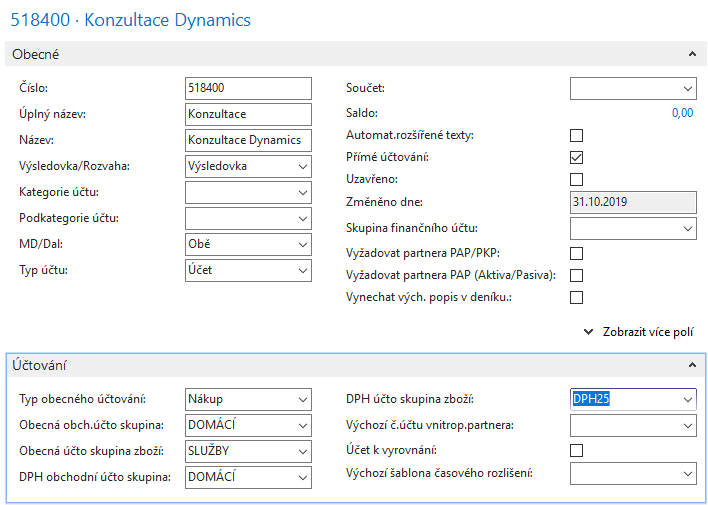 518400 · Konzultace Dynamics
Obecné
Číslo: 518400
Úplný název: Konzultace
Název: Konzultace Dynamics
Výsledovka/Rozvaha: Výsledovka
Kategorie účtu:
Podkategorie účtu:
MD/Dal: Obě
Typ účtu: Účet
Součet:
Saldo: 0,00
Automat.rozšířené texty:
Přímé účtování:
Uzavřeno:
Změněno dne: 31.10.2019
Skupina finančního účtu:
Vyžadovat partnera PAP/PKP:
Vyžadovat partnera PAP (Aktiva/Pasiva):
Vynechat vých. popis v deníku.:
Zobrazit více polí
Účtování
Typ obecného účtování: Nákup
Obecná obch.účto skupina: DOMÁCÍ
Obecná účto skupina zboží: SLUŽBY
DPH obchodní účto skupina: DOMÁCÍ
DPH účto skupina zboží: DPH25
Výchozí č.účtu vnitrop.partnera:
Účet k vyrovnání:
Výchozí šablona časového rozlišení: